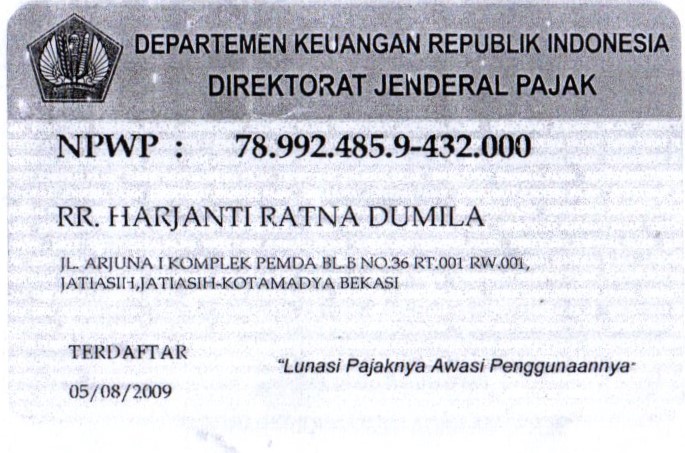 DEPARTEMEN KEUANGAN REPUBLIK INDONESIA
DIREKTORAT JENDERAL PAJAK
NPWP : 78.992.485.9-432.000
RR. HARJANTI RATNA DUMILA
JL. ARJUNA I KOMPLEK PEMDA BL.B NO.36 RT.001 RW.001,
JATIASIH,JATIASIH-KOTAMADYA BEKASI
TERDAFTAR
"Lunasi Pajaknya Awasi Penggunaannya"
05/08/2009